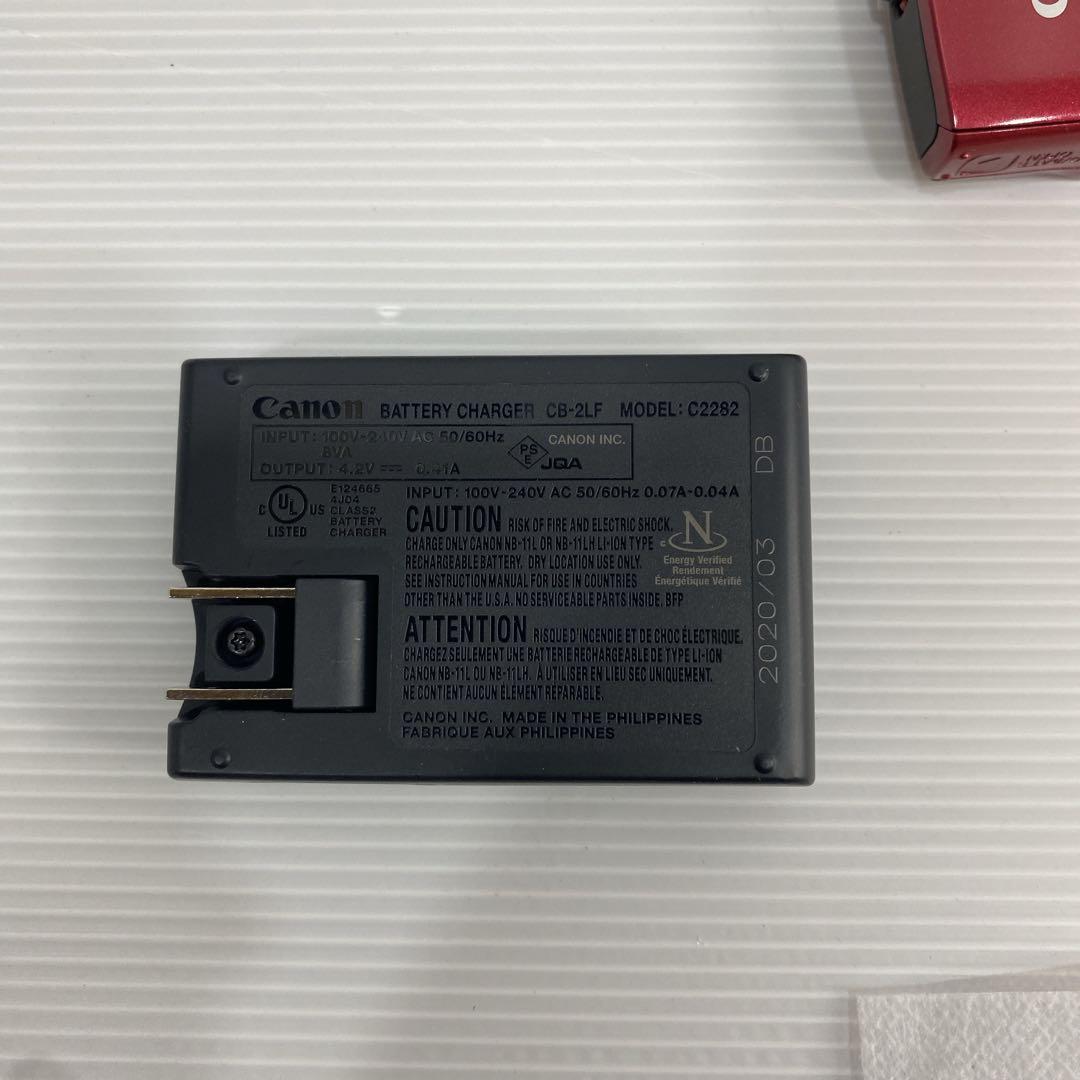 Canon BATTERY CHARGER CB-2LF MODEL: C2282
INPUT: 100V-240V AC 50/60Hz
8VA
OUTPUT: 4.2V⎓ 0.41A
PS
E
JQA
CANON INC.
C UL US
LISTED
E124665
4J04
CLASS2
BATTERY
CHARGER
INPUT: 100V-240V AC 50/60Hz 0.07A-0.04A
CAUTION RISK OF FIRE AND ELECTRIC SHOCK.
CHARGE ONLY CANON NB-11L OR NB-11LH LI-ION TYPE
RECHARGEABLE BATTERY. DRY LOCATION USE ONLY.
SEE INSTRUCTION MANUAL FOR USE IN COUNTRIES
OTHER THAN THE U.S.A. NO SERVICEABLE PARTS INSIDE. BFP
c N
Energy Verified
Rendement
Énergétique Vérifié
ATTENTION RISQUE D'INCENDIE ET DE CHOC ÉLECTRIQUE.
CHARGEZ SEULEMENT UNE BATTERIE RECHARGEABLE DE TYPE LI-ION
CANON NB-11L OU NB-11LH. À UTILISER EN LIEU SEC UNIQUEMENT.
NE CONTIENT AUCUN ÉLÉMENT RÉPARABLE.
CANON INC. MADE IN THE PHILIPPINES
FABRIQUE AUX PHILIPPINES
2020/03 DB